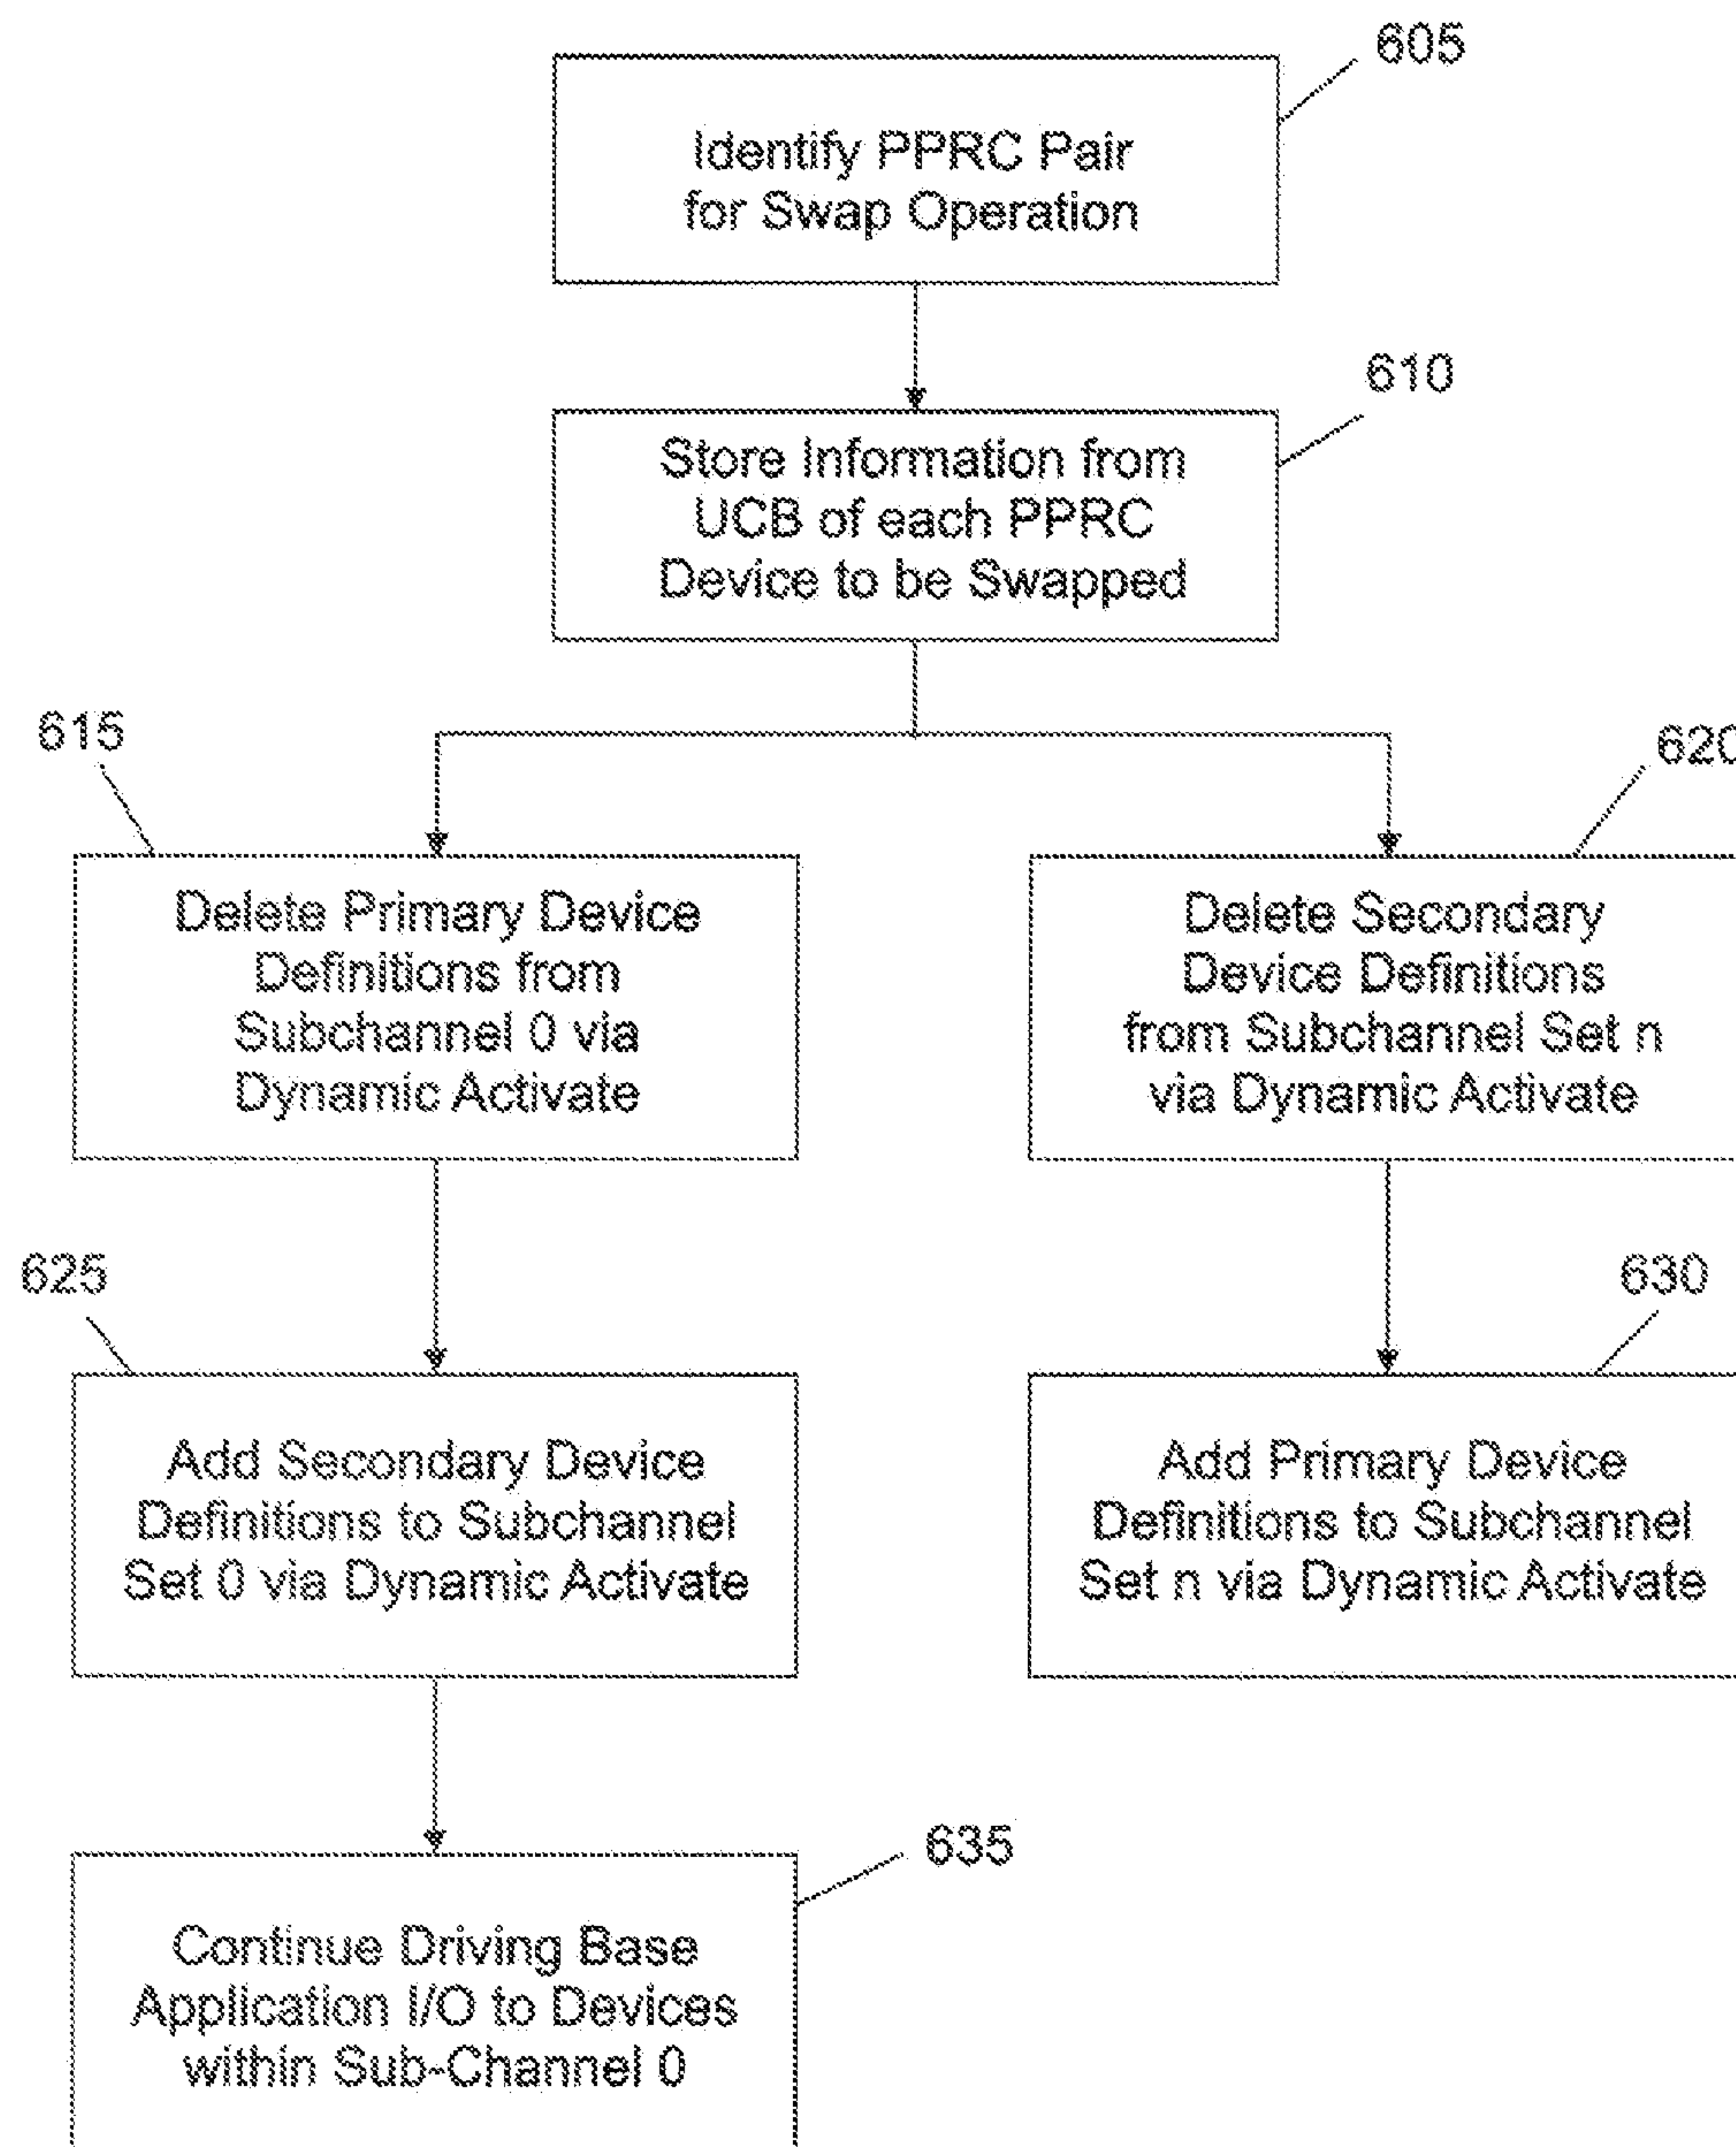 605
Identify PPRC Pair
for Swap Operation
610
Store Information from
UCB of each PPRC
Device to be Swapped
615
620
Delete Primary Device
Definitions from
Subchannel 0 via
Dynamic Activate
Delete Secondary
Device Definitions
from Subchannel Set n
via Dynamic Activate
625
630
Add Secondary Device
Definitions to Subchannel
Set 0 via Dynamic Activate
Add Primary Device
Definitions to Subchannel
Set n via Dynamic Activate
635
Continue Driving Base
Application I/O to Devices
within Sub-Channel 0